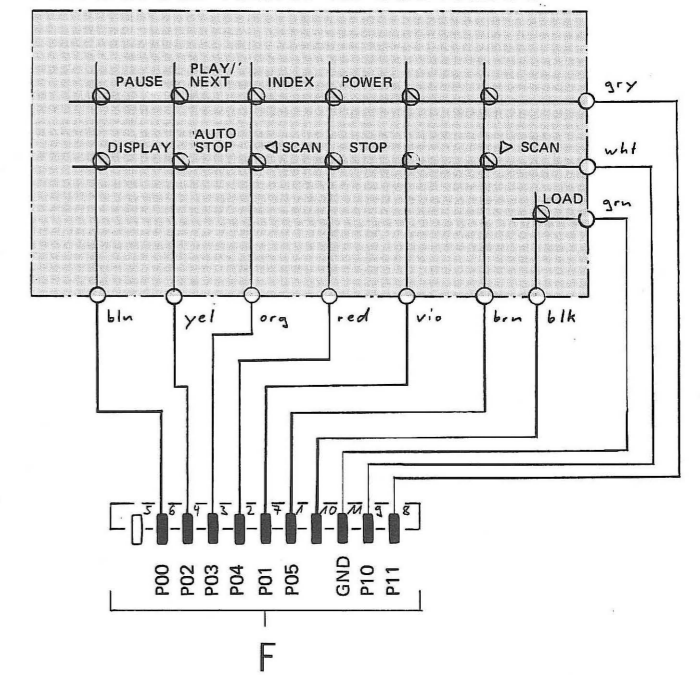 PAUSE PLAY/ NEXT INDEX POWER
gry
DISPLAY AUTO STOP ◁ SCAN STOP ▷ SCAN
wht
LOAD
grn
bln yel org red vio brn blk
5 6 4 3 2 7 1 10 11 9 8
P00 P02 P03 P04 P01 P05 GND P10 P11
F